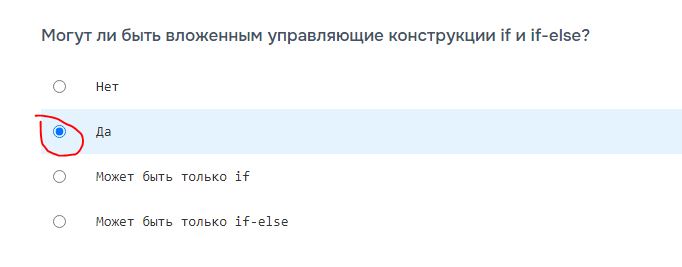 Могут ли быть вложенным управляющие конструкции if и if-else?
Нет
Да
Может быть только if
Может быть только if-else